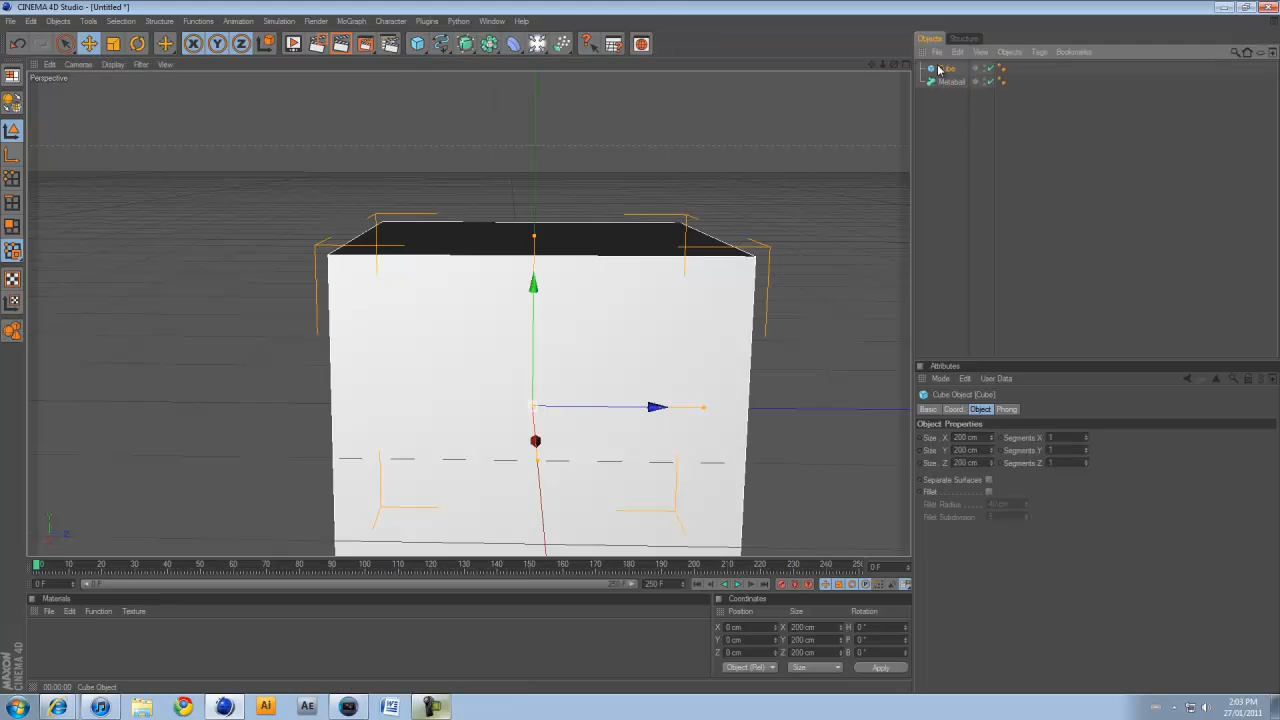 CINEMA 4D Studio - [Untitled *]
File Edit Objects Tools Selection Structure Functions Animation Simulation Render MoGraph Character Plugins Python Window Help
Edit Cameras Display Filter View
Perspective
Objects Structure
File Edit View Objects Tags Bookmarks
Metaball
Attributes
Mode Edit User Data
Cube Object [Cube]
Basic Coord. Object Phong
Object Properties
Size . X 200 cm Segments X 1
Size . Y 200 cm Segments Y 1
Size . Z 200 cm Segments Z 1
Separate Surfaces
Fillet
Fillet Radius 40 cm
Fillet Subdivision 5
0 10 20 30 40 50 60 70 80 90 100 110 120 130 140 150 160 170 180 190 200 210 220 230 240 0 F
0 F 0 F 250 F 250 F
Materials
File Edit Function Texture
Coordinates
Position Size Rotation
X 0 cm X 200 cm H 0 °
Y 0 cm Y 200 cm P 0 °
Z 0 cm Z 200 cm B 0 °
Object (Rel) Size Apply
MAXON CINEMA 4D
00:00:00 Cube Object
Y Z
Ai Ae
2:03 PM
27/01/2011